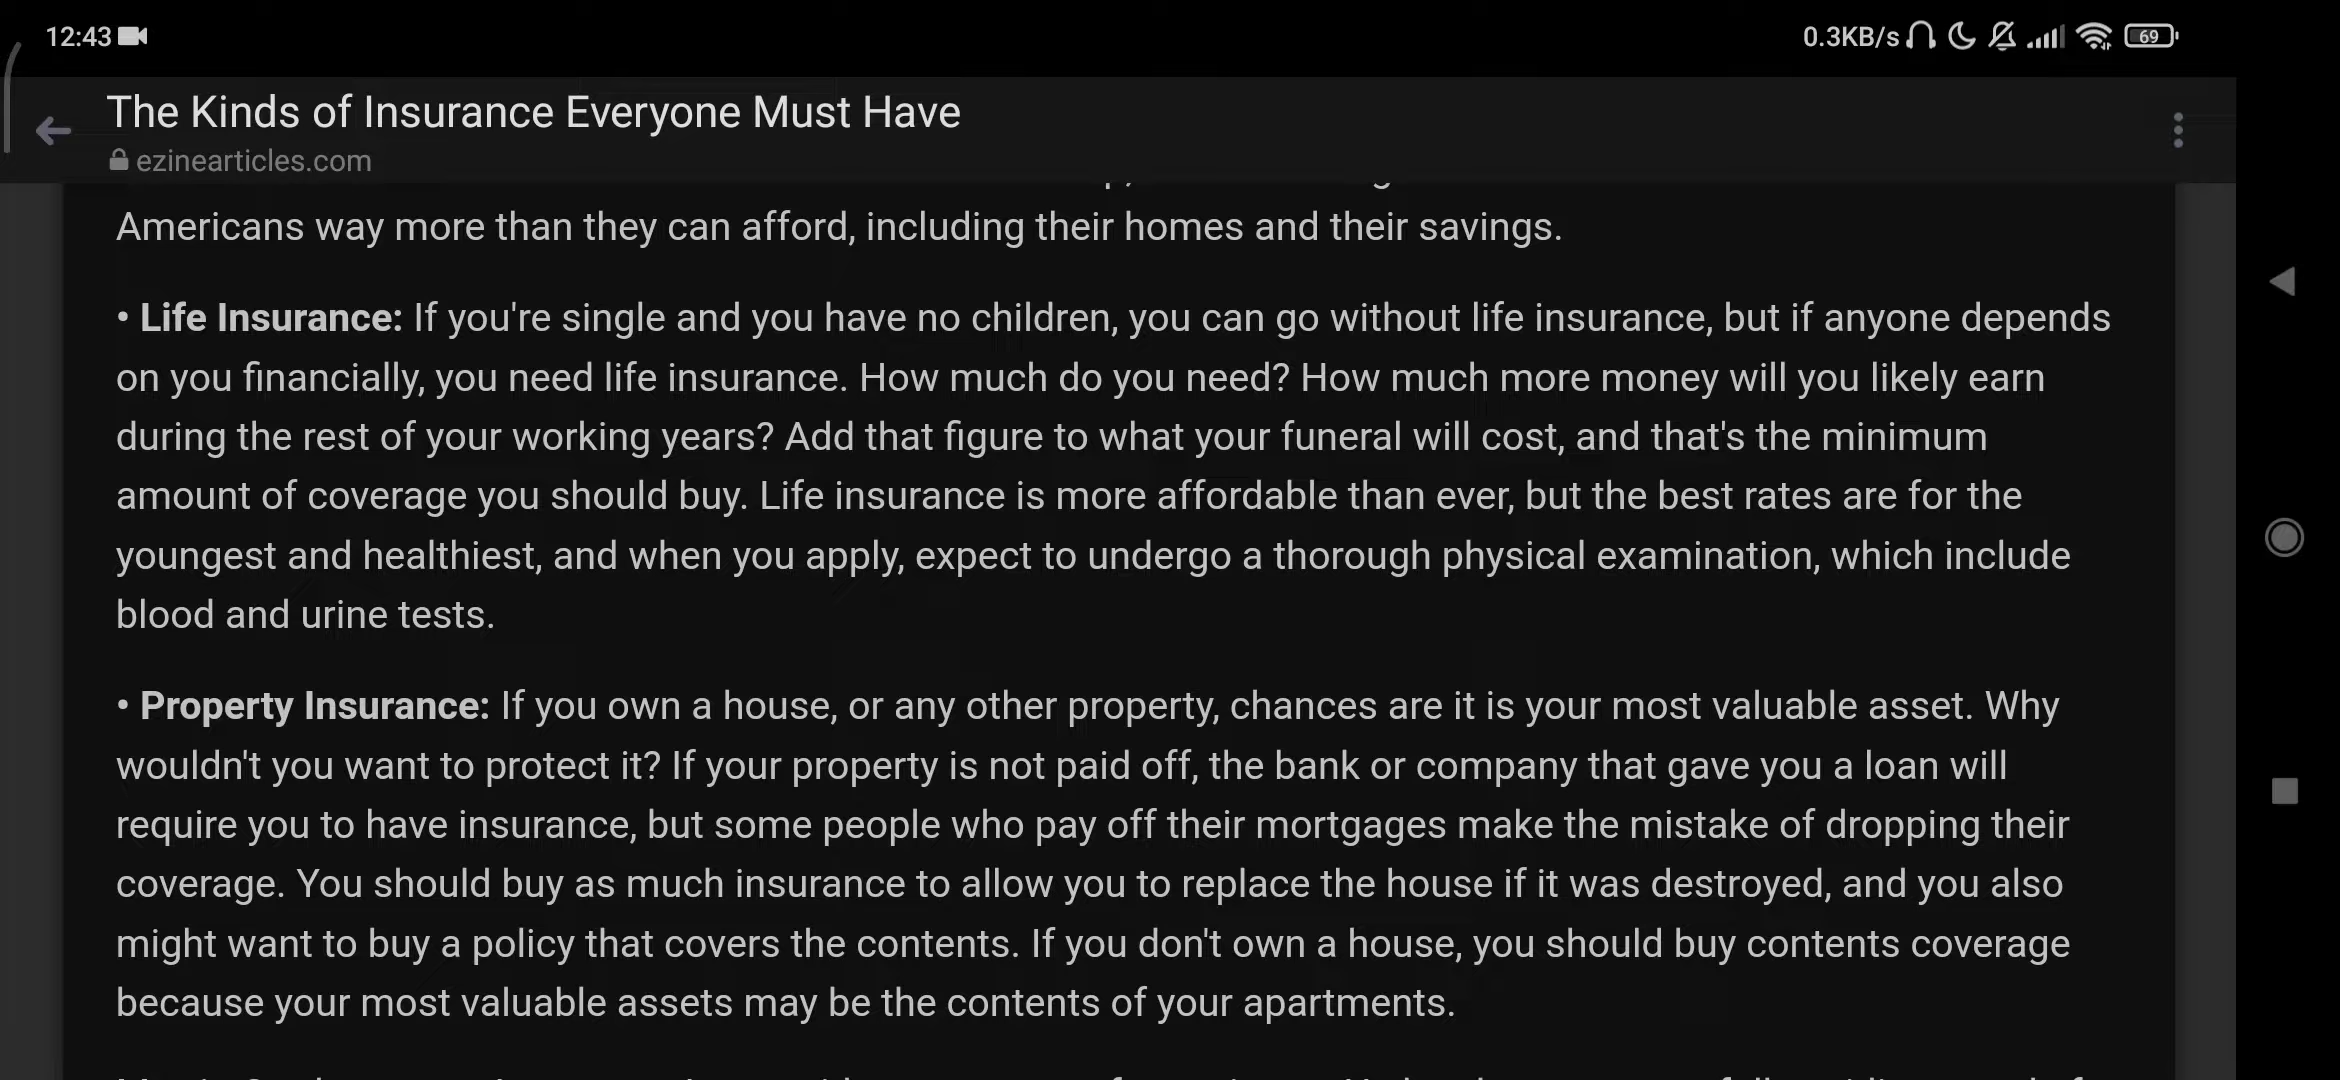 12:43
0.3KB/s
69
The Kinds of Insurance Everyone Must Have
ezinearticles.com
Americans way more than they can afford, including their homes and their savings.
• Life Insurance: If you're single and you have no children, you can go without life insurance, but if anyone depends
on you financially, you need life insurance. How much do you need? How much more money will you likely earn
during the rest of your working years? Add that figure to what your funeral will cost, and that's the minimum
amount of coverage you should buy. Life insurance is more affordable than ever, but the best rates are for the
youngest and healthiest, and when you apply, expect to undergo a thorough physical examination, which include
blood and urine tests.
• Property Insurance: If you own a house, or any other property, chances are it is your most valuable asset. Why
wouldn't you want to protect it? If your property is not paid off, the bank or company that gave you a loan will
require you to have insurance, but some people who pay off their mortgages make the mistake of dropping their
coverage. You should buy as much insurance to allow you to replace the house if it was destroyed, and you also
might want to buy a policy that covers the contents. If you don't own a house, you should buy contents coverage
because your most valuable assets may be the contents of your apartments.